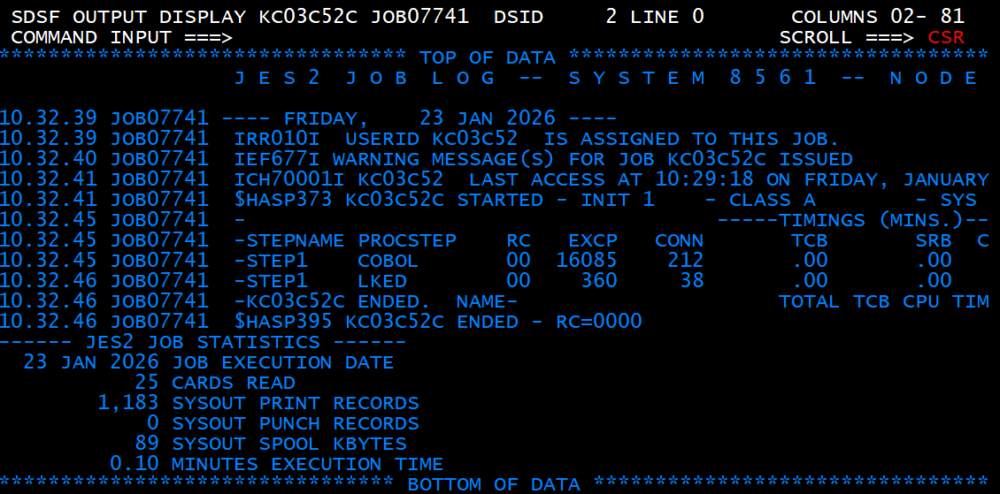 SDSF OUTPUT DISPLAY KC03C52C JOB07741  DSID     2 LINE 0       COLUMNS 02- 81
COMMAND INPUT ===>                                            SCROLL ===> CSR
********************************* TOP OF DATA **********************************
                   J E S 2  J O B  L O G  --  S Y S T E M  8 5 6 1  --  N O D E

10.32.39 JOB07741 ---- FRIDAY,    23 JAN 2026 ----
10.32.39 JOB07741  IRR010I  USERID KC03C52  IS ASSIGNED TO THIS JOB.
10.32.40 JOB07741  IEF677I WARNING MESSAGE(S) FOR JOB KC03C52C ISSUED
10.32.41 JOB07741  ICH70001I KC03C52  LAST ACCESS AT 10:29:18 ON FRIDAY, JANUARY
10.32.41 JOB07741  $HASP373 KC03C52C STARTED - INIT 1    - CLASS A        - SYS
10.32.45 JOB07741  -                                      -----TIMINGS (MINS.)--
10.32.45 JOB07741  -STEPNAME PROCSTEP    RC   EXCP   CONN       TCB       SRB  C
10.32.45 JOB07741  -STEP1    COBOL       00  16085    212       .00       .00
10.32.46 JOB07741  -STEP1    LKED        00    360     38       .00       .00
10.32.46 JOB07741  -KC03C52C ENDED.  NAME-                     TOTAL TCB CPU TIM
10.32.46 JOB07741  $HASP395 KC03C52C ENDED - RC=0000
------ JES2 JOB STATISTICS ------
  23 JAN 2026 JOB EXECUTION DATE
           25 CARDS READ
        1,183 SYSOUT PRINT RECORDS
            0 SYSOUT PUNCH RECORDS
           89 SYSOUT SPOOL KBYTES
         0.10 MINUTES EXECUTION TIME
******************************** BOTTOM OF DATA ********************************